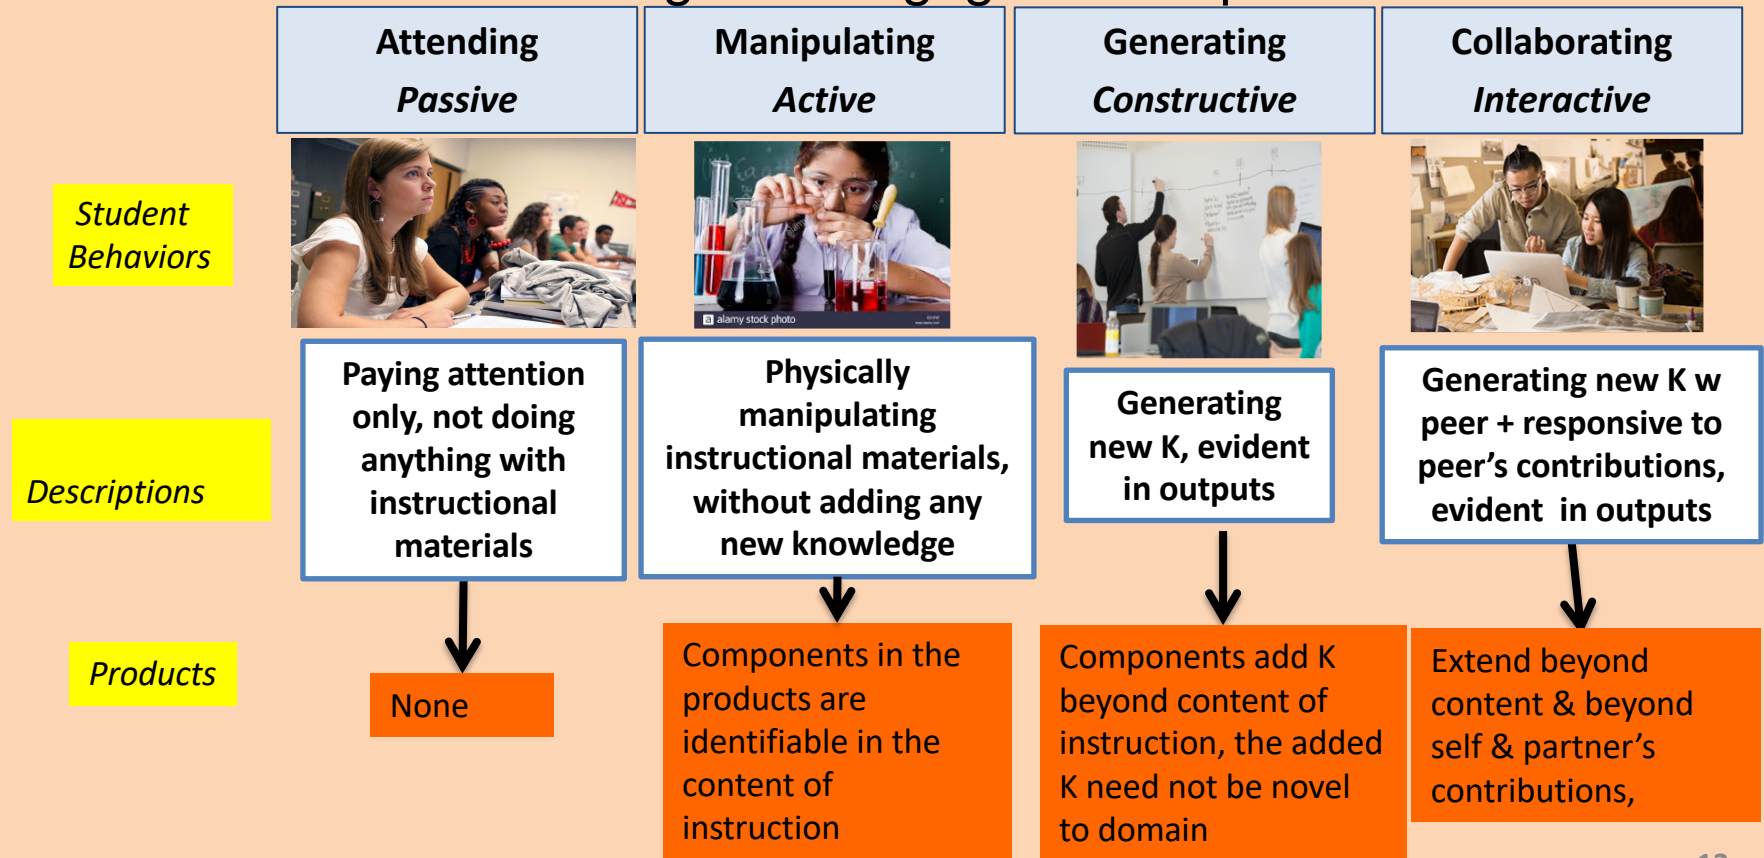 Attending
Passive
Manipulating
Active
Generating
Constructive
Collaborating
Interactive
Student
Behaviors
a alamy stock photo
Descriptions
Paying attention
only, not doing
anything with
instructional
materials
Physically
manipulating
instructional materials,
without adding any
new knowledge
Generating
new K, evident
in outputs
Generating new K w
peer + responsive to
peer’s contributions,
evident in outputs
Products
None
Components in the
products are
identifiable in the
content of
instruction
Components add K
beyond content of
instruction, the added
K need not be novel
to domain
Extend beyond
content & beyond
self & partner’s
contributions,